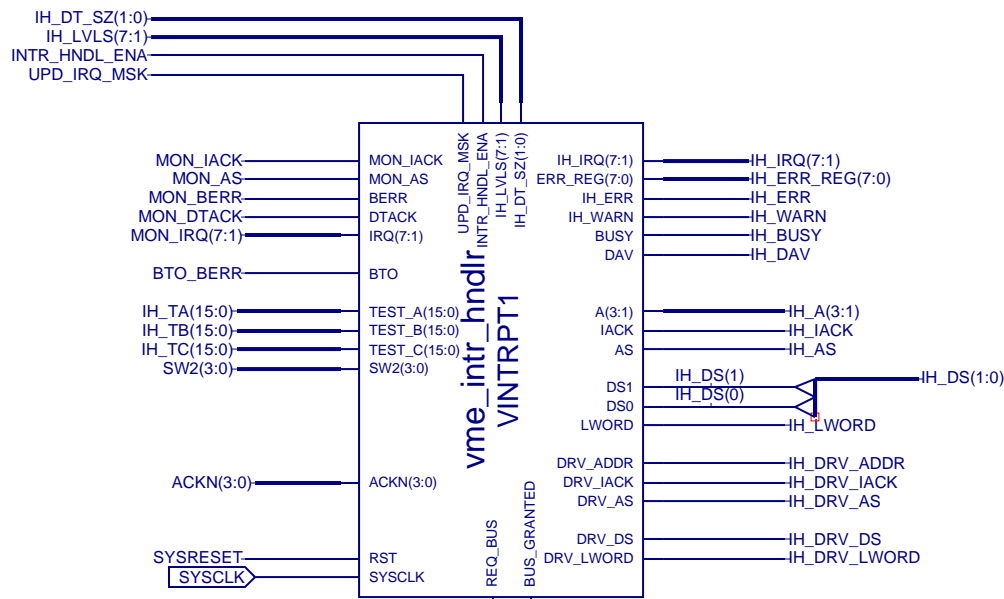 IH_DT_SZ(1:0)
IH_LVLS(7:1)
INTR_HNDL_ENA
UPD_IRQ_MSK
UPD_IRQ_MSK
INTR_HNDL_ENA
IH_LVLS(7:1)
IH_DT_SZ(1:0)
MON_IACK MON_IACK
MON_AS MON_AS
MON_BERR BERR
MON_DTACK DTACK
MON_IRQ(7:1) IRQ(7:1)
BTO_BERR BTO
IH_TA(15:0) TEST_A(15:0)
IH_TB(15:0) TEST_B(15:0)
IH_TC(15:0) TEST_C(15:0)
SW2(3:0) SW2(3:0)
ACKN(3:0) ACKN(3:0)
SYSRESET RST
SYSCLK SYSCLK
vme_intr_hndlr
VINTRPT1
REQ_BUS
BUS_GRANTED
IH_IRQ(7:1) IH_IRQ(7:1)
ERR_REG(7:0) IH_ERR_REG(7:0)
IH_ERR IH_ERR
IH_WARN IH_WARN
BUSY IH_BUSY
DAV IH_DAV
A(3:1) IH_A(3:1)
IACK IH_IACK
AS IH_AS
DS1 IH_DS(1) IH_DS(1:0)
DS0 IH_DS(0)
LWORD IH_LWORD
DRV_ADDR IH_DRV_ADDR
DRV_IACK IH_DRV_IACK
DRV_AS IH_DRV_AS
DRV_DS IH_DRV_DS
DRV_LWORD IH_DRV_LWORD